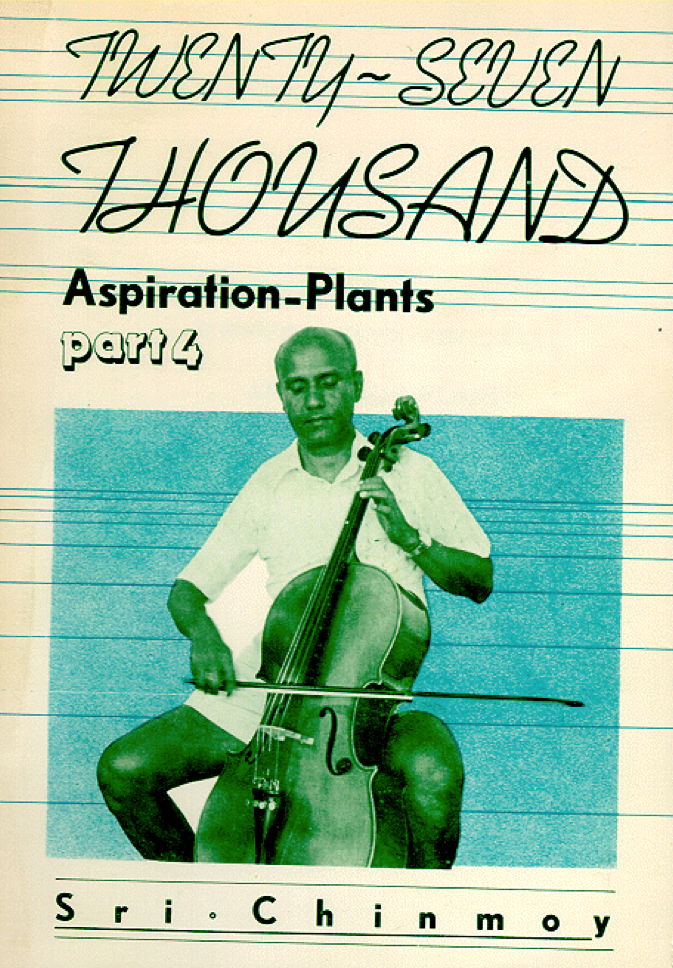 TWENTY~SEVEN
THOUSAND
Aspiration-Plants
part 4
Sri Chinmoy